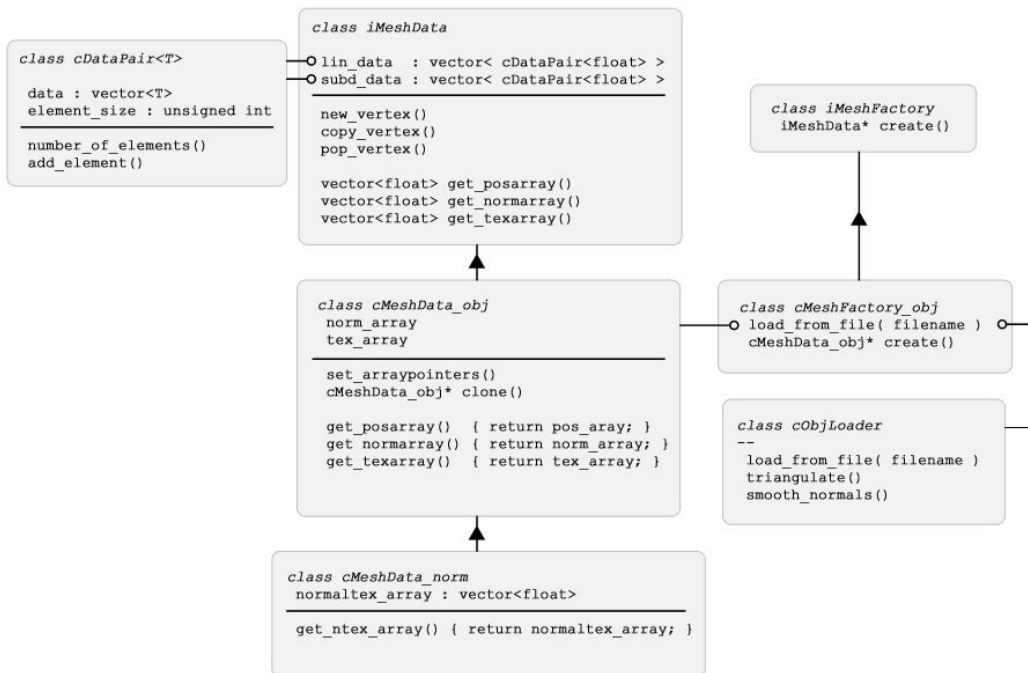 class cDataPair<T>
data : vector<T>
element_size : unsigned int
number_of_elements()
add_element()
class iMeshData
lin_data : vector< cDataPair<float> >
subd_data : vector< cDataPair<float> >
new_vertex()
copy_vertex()
pop_vertex()
vector<float> get_posarray()
vector<float> get_normarray()
vector<float> get_texarray()
class iMeshFactory
iMeshData* create()
class cMeshData_obj
norm_array
tex_array
set_arraypointers()
cMeshData_obj* clone()
get_posarray() { return pos_aray; }
get_normarray() { return norm_array; }
get_texarray() { return tex_array; }
class cMeshFactory_obj
load_from_file( filename )
cMeshData_obj* create()
class cObjLoader
--
load_from_file( filename )
triangulate()
smooth_normals()
class cMeshData_norm
normaltex_array : vector<float>
get_ntex_array() { return normaltex_array; }